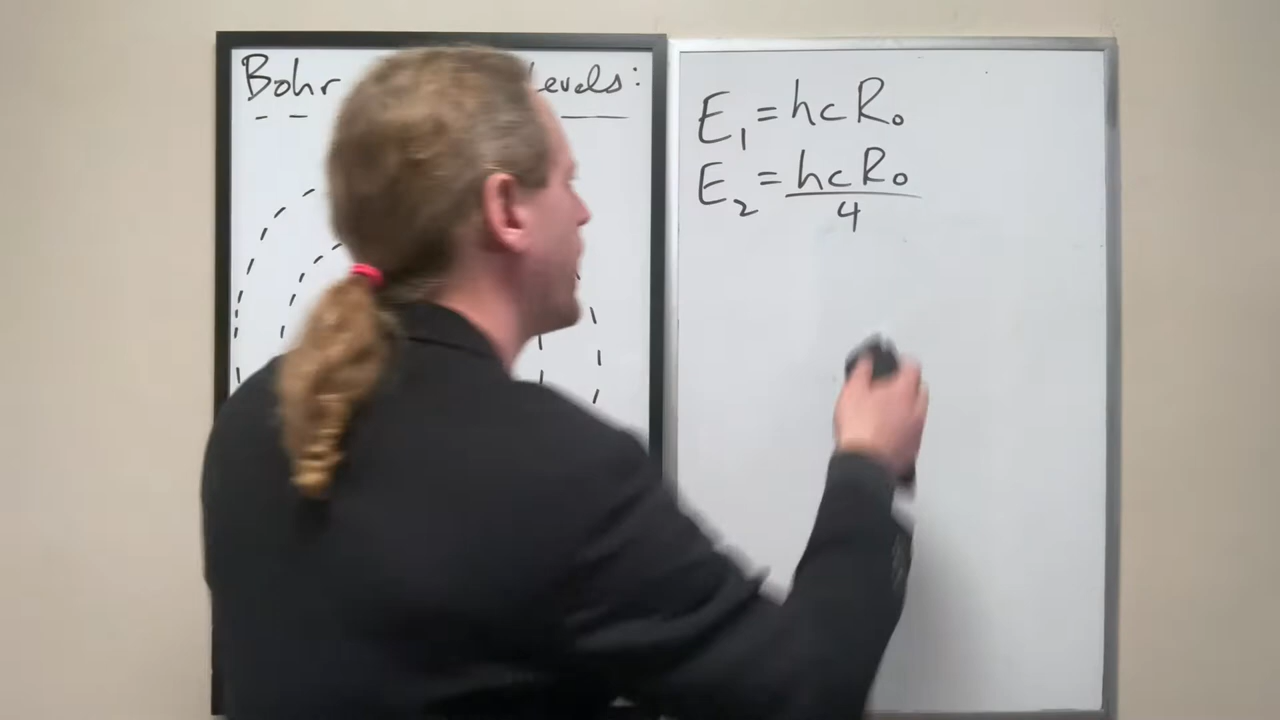 Bohr Levels:
E₁ = hcR₀
E₂ = hcR₀/4